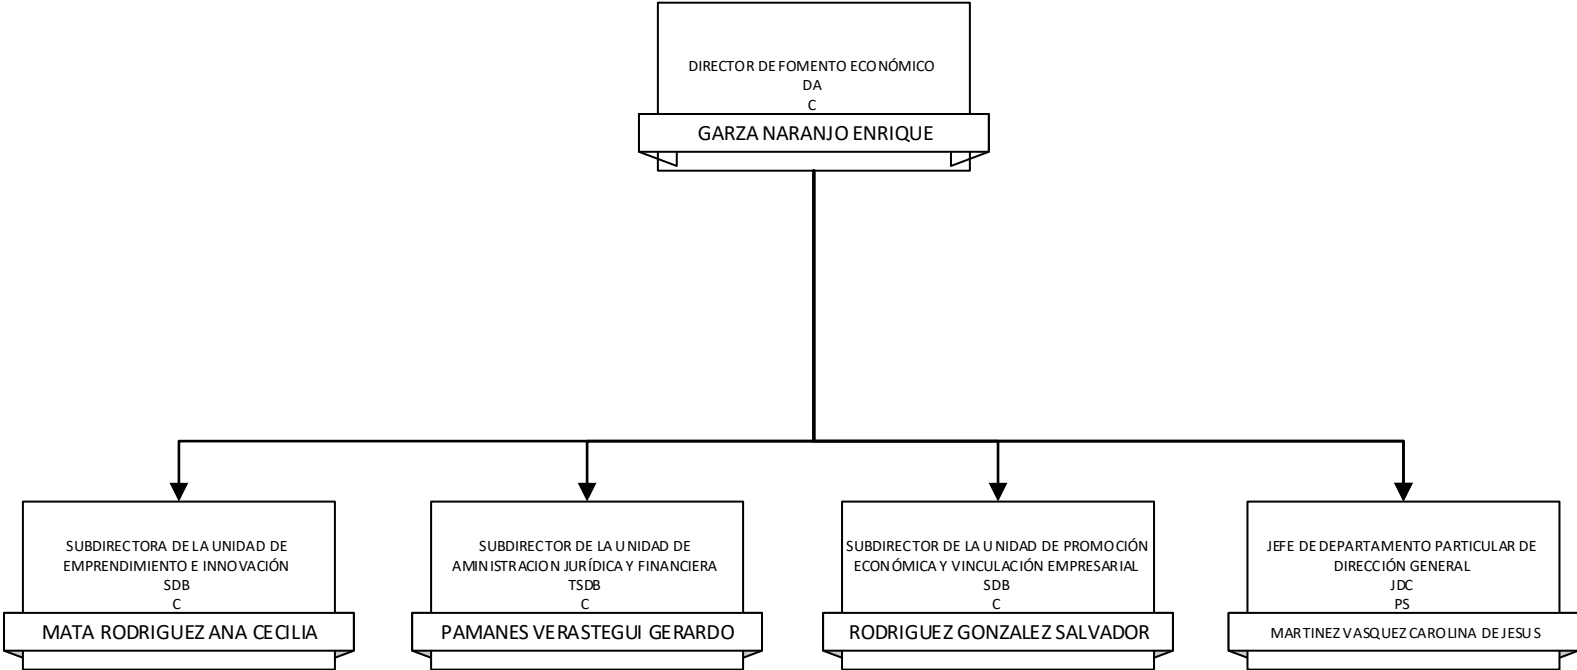 DIRECTOR DE FOMENTO ECONÓMICO
DA
C
GARZA NARANJO ENRIQUE
SUBDIRECTORA DE LA UNIDAD DE
EMPRENDIMIENTO E INNOVACIÓN
SDB
C
MATA RODRIGUEZ ANA CECILIA
SUBDIRECTOR DE LA UNIDAD DE
AMINISTRACION JURÍDICA Y FINANCIERA
TSDB
C
PAMANES VERASTEGUI GERARDO
SUBDIRECTOR DE LA UNIDAD DE PROMOCIÓN
ECONÓMICA Y VINCULACIÓN EMPRESARIAL
SDB
C
RODRIGUEZ GONZALEZ SALVADOR
JEFE DE DEPARTAMENTO PARTICULAR DE
DIRECCIÓN GENERAL
JDC
PS
MARTINEZ VASQUEZ CAROLINA DE JESUS